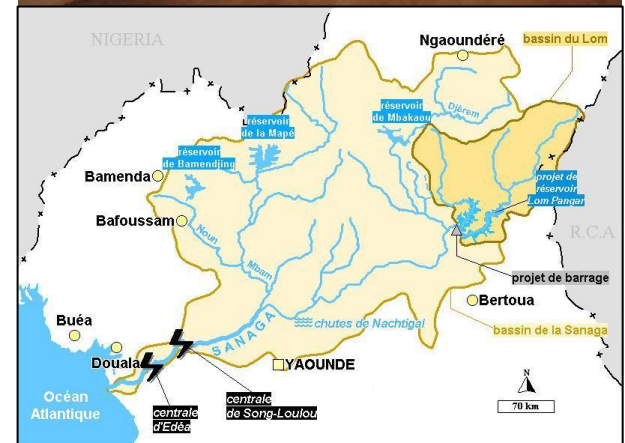 NIGERIA
Ngaoundéré
bassin du Lom
réservoir
de Mbakaou
Djérem
réservoir
de la Mapé
réservoir
de Bamendjing
Bamenda
projet de
réservoir
Lom Pangar
Bafoussam
Noun
Mbam
R.C.A
projet de barrage
Bertoua
bassin de la Sanaga
Buéa
SANAGA
chutes de Nachtigal
Douala
YAOUNDE
Océan
Atlantique
centrale
d'Edéa
centrale
de Song-Loulou
N
70 km